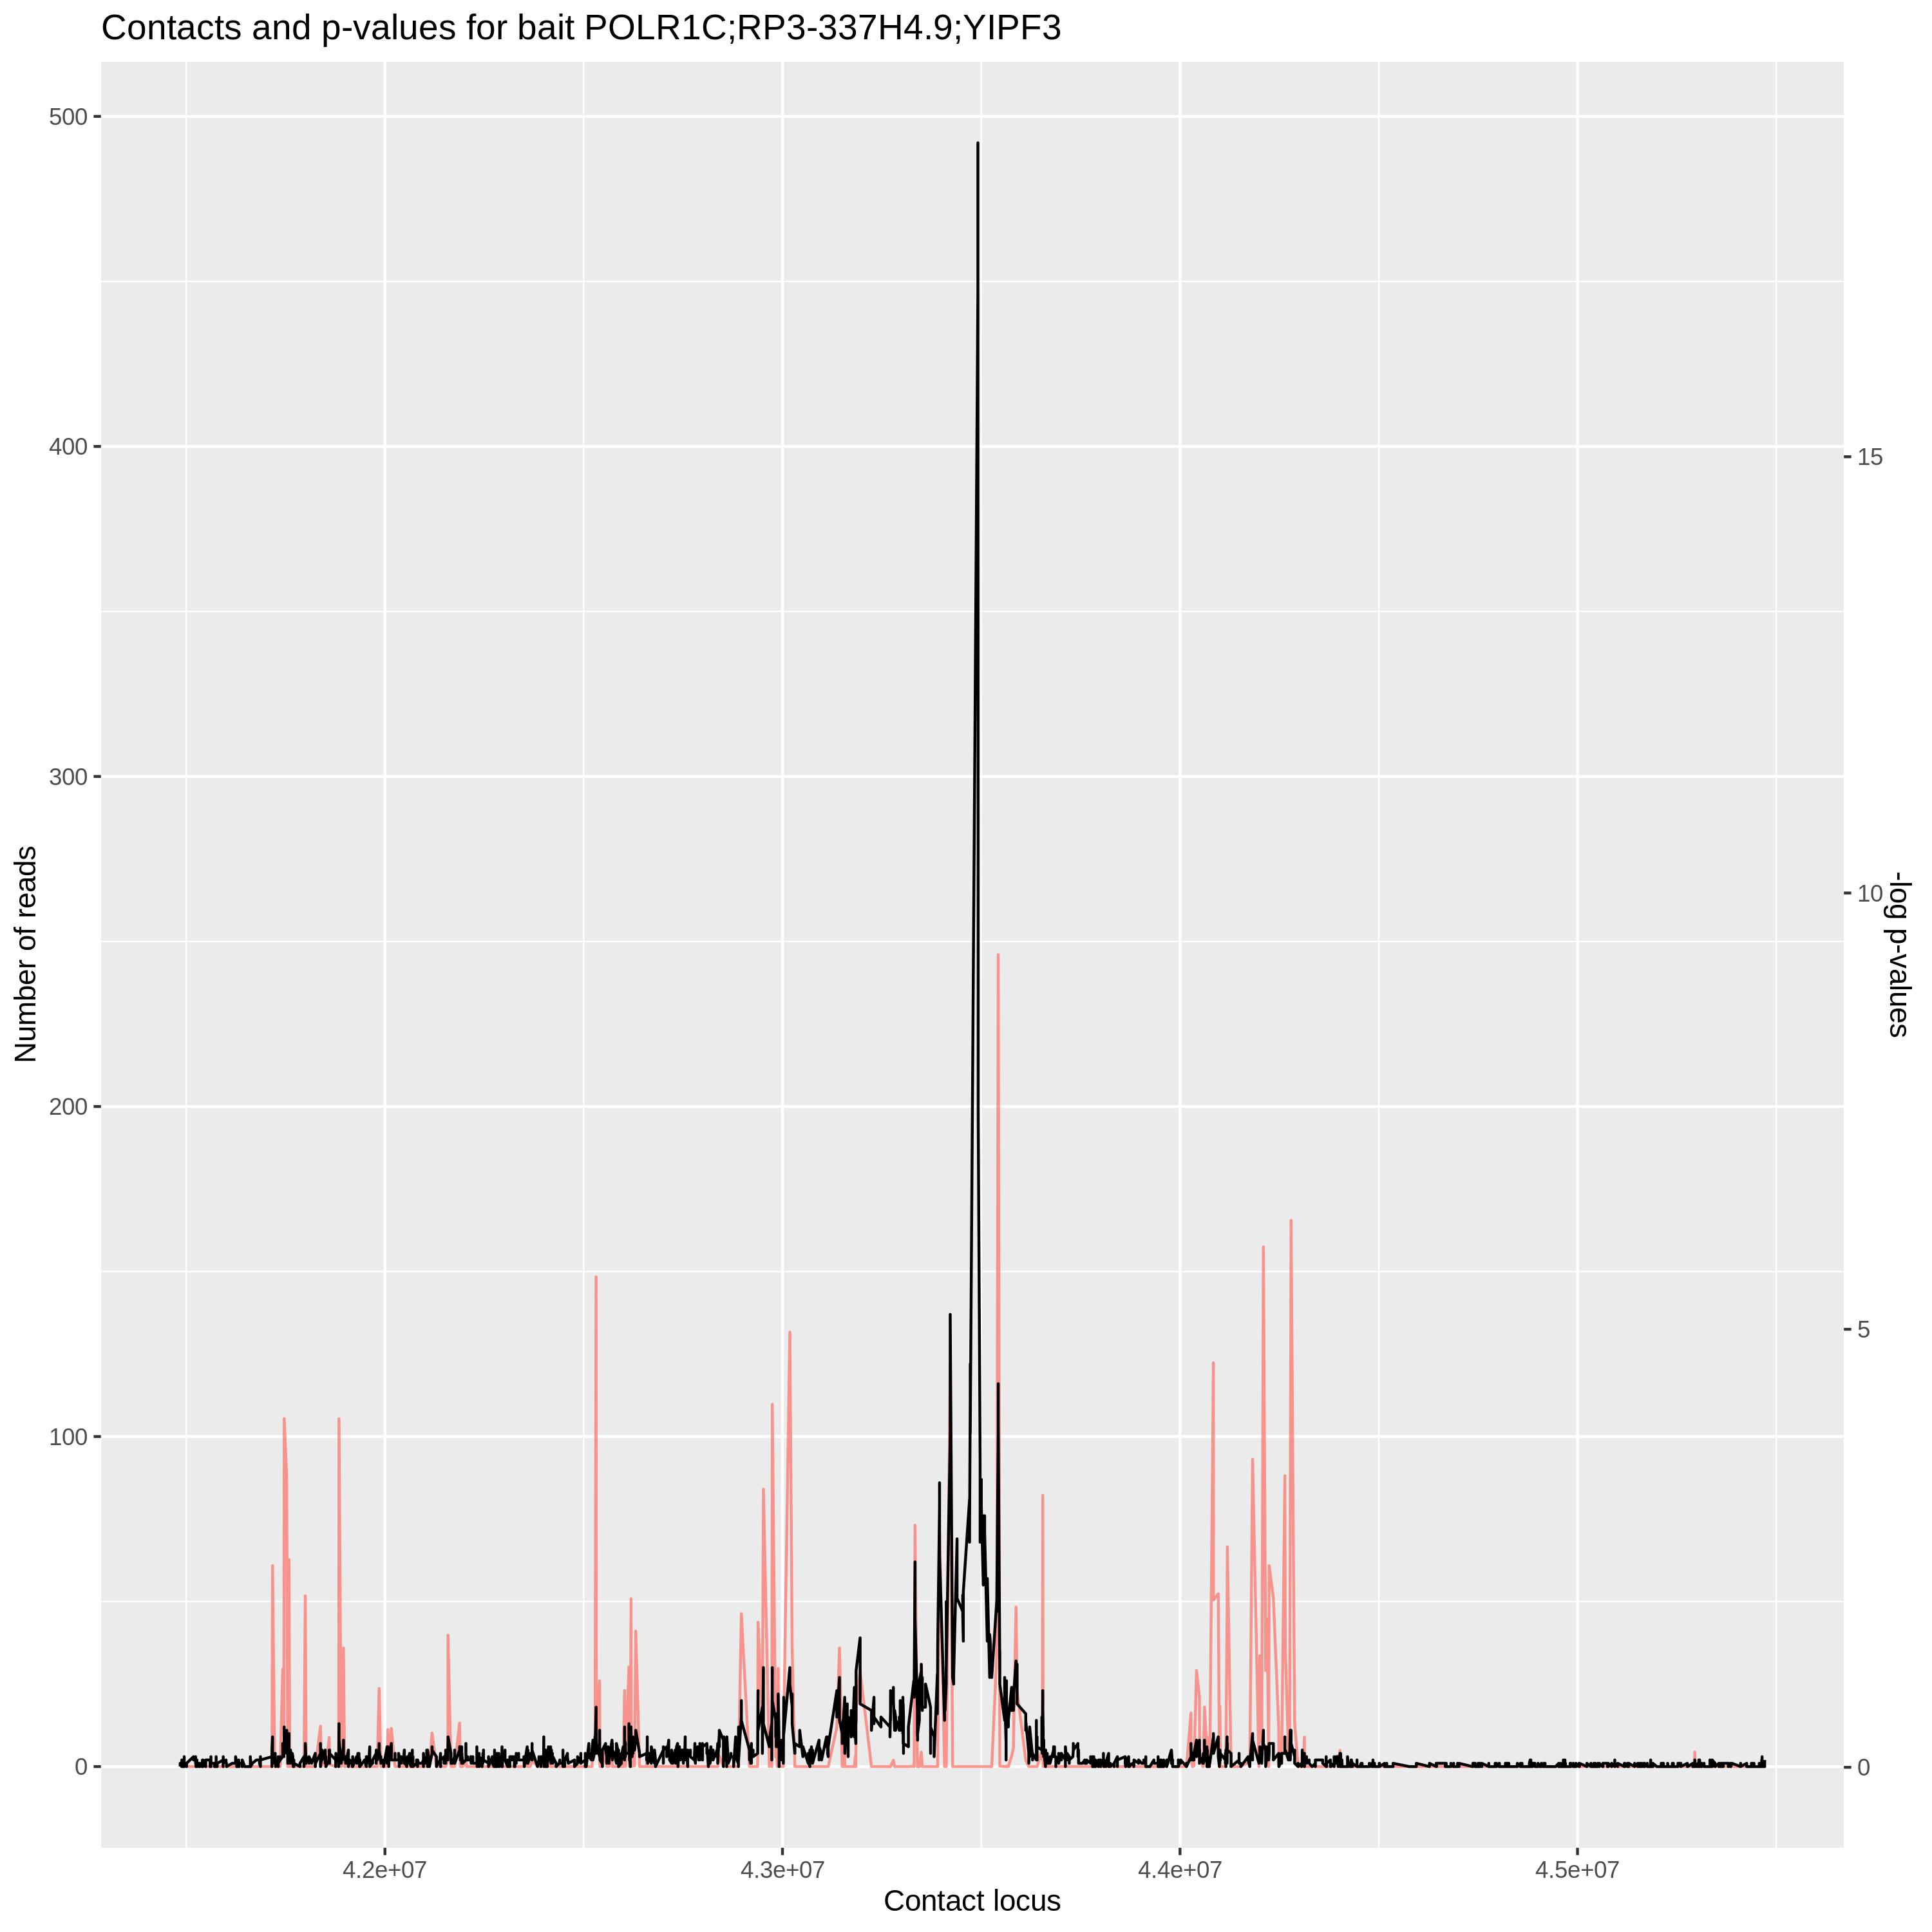 Contacts and p-values for bait POLR1C;RP3-337H4.9;YIPF3
500
400
300
200
100
0
Number of reads
15
10
5
0
-log p-values
4.2e+07
4.3e+07
4.4e+07
4.5e+07
Contact locus